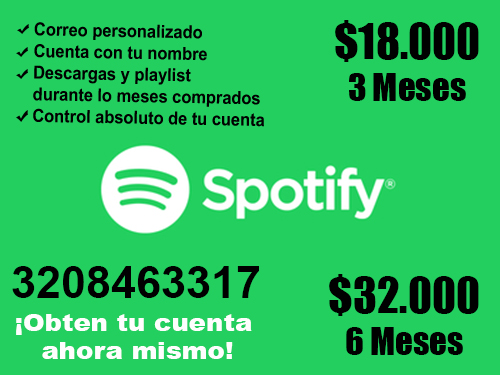 ✓ Correo personalizado
✓ Cuenta con tu nombre
✓ Descargas y playlist
durante lo meses comprados
✓ Control absoluto de tu cuenta
$18.000
3 Meses
Spotify®
3208463317
¡Obten tu cuenta
ahora mismo!
$32.000
6 Meses